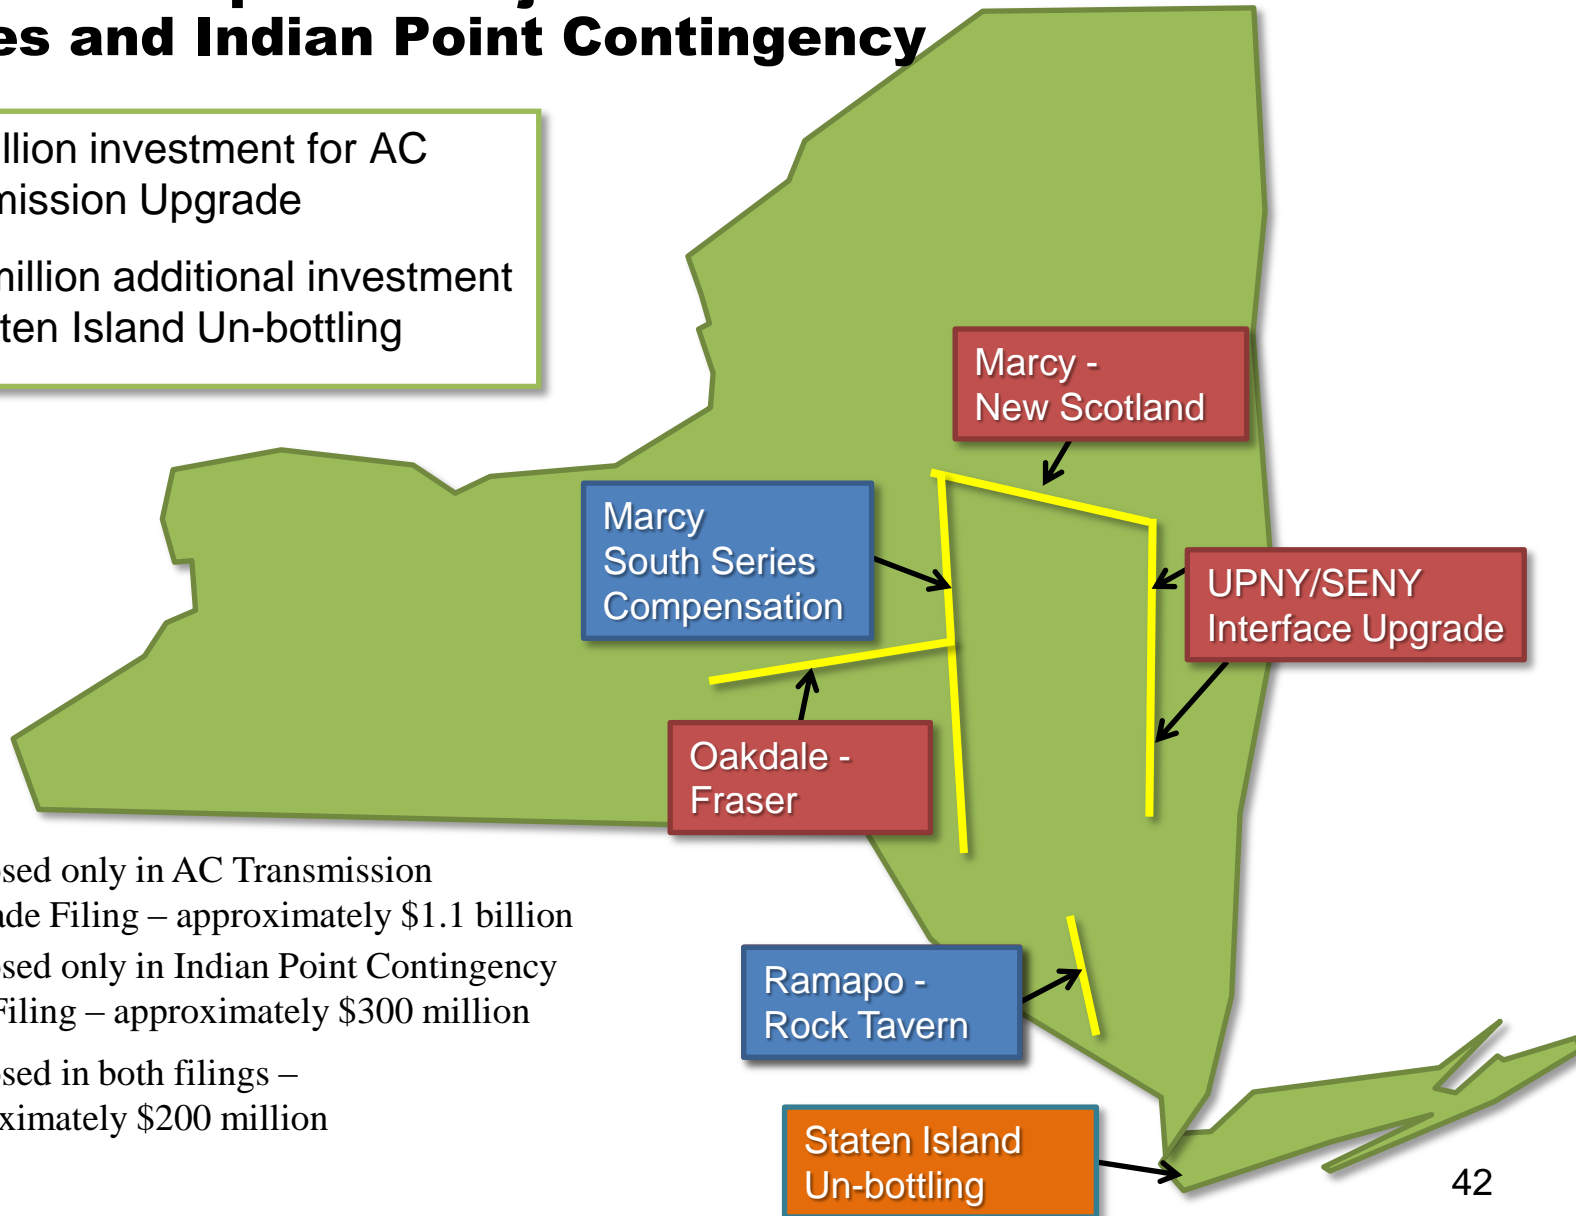 es and Indian Point Contingency
llion investment for AC
mission Upgrade
million additional investment
ten Island Un-bottling
Marcy -
New Scotland
Marcy
South Series
Compensation
UPNY/SENY
Interface Upgrade
Oakdale -
Fraser
sed only in AC Transmission
ade Filing – approximately $1.1 billion
sed only in Indian Point Contingency
Filing – approximately $300 million
sed in both filings –
ximately $200 million
Ramapo -
Rock Tavern
Staten Island
Un-bottling
42